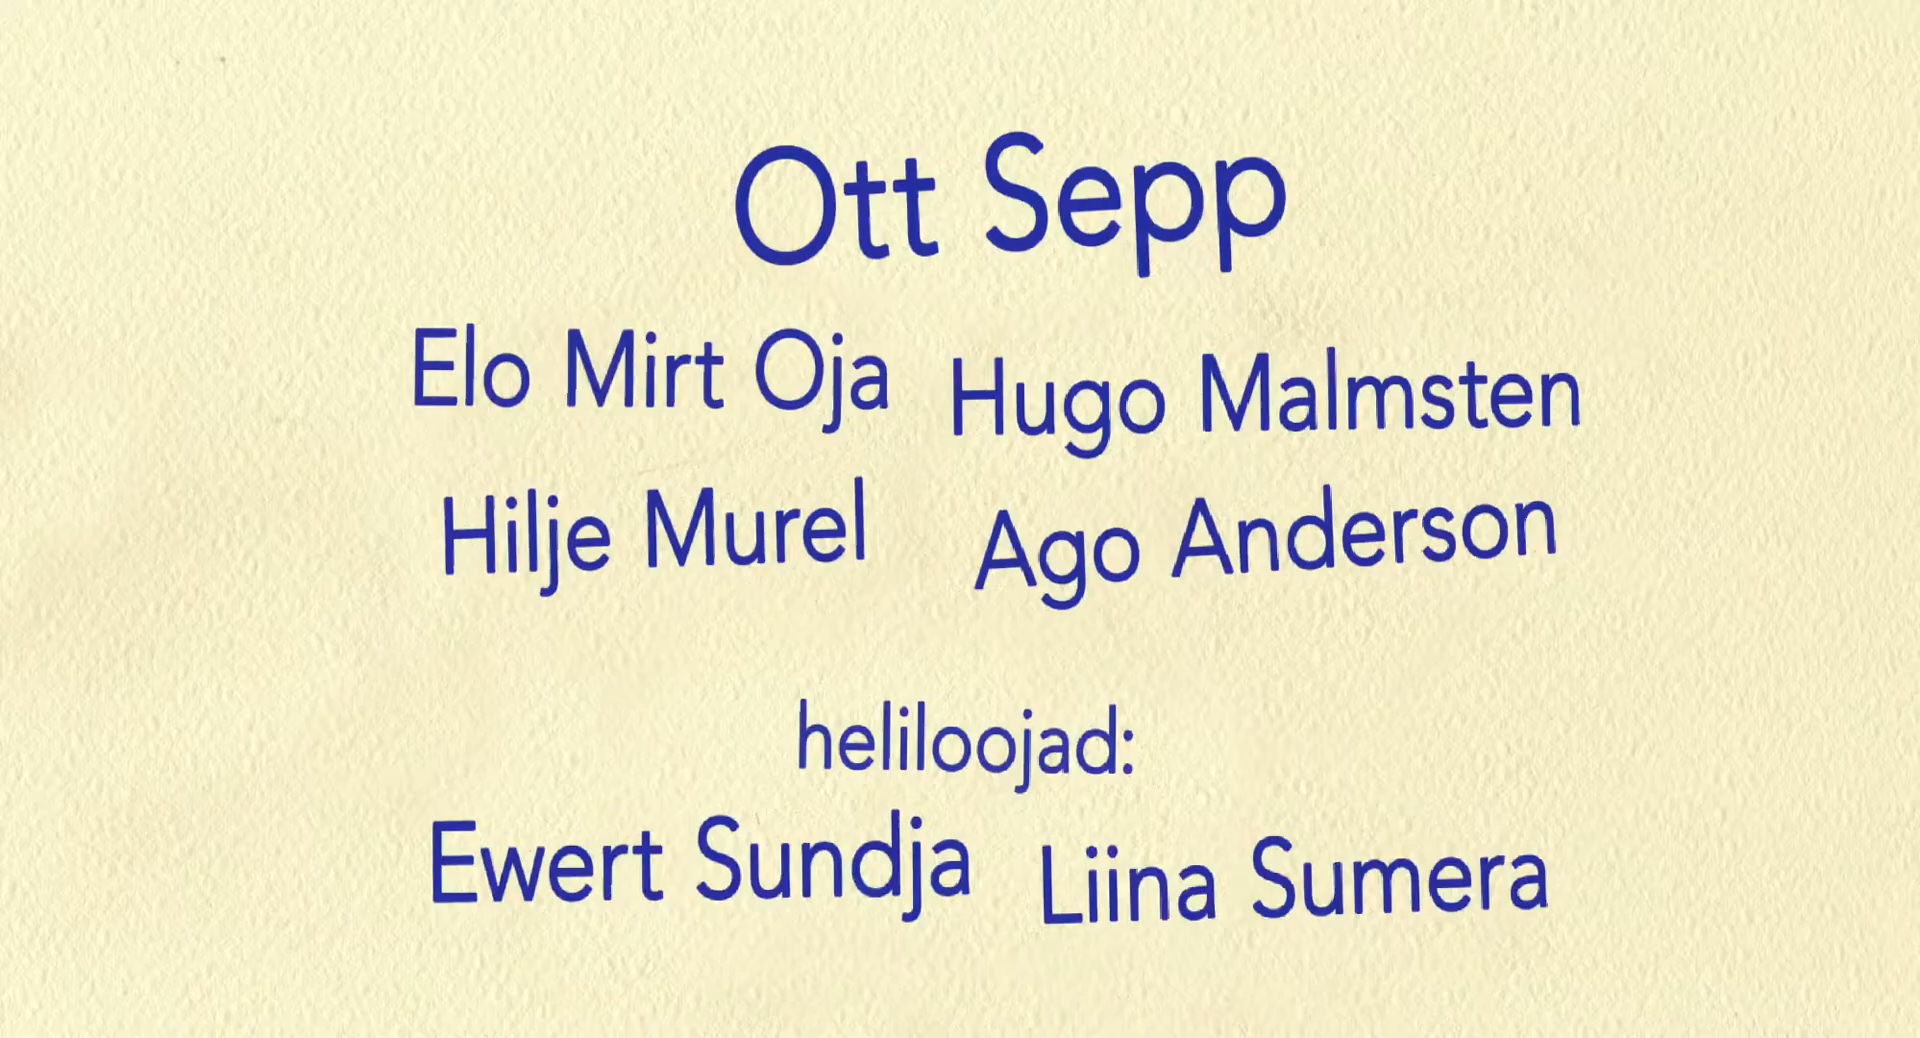 Ott Sepp
Elo Mirt Oja Hugo Malmsten
Hilje Murel Ago Anderson
heliloojad:
Ewert Sundja Liina Sumera